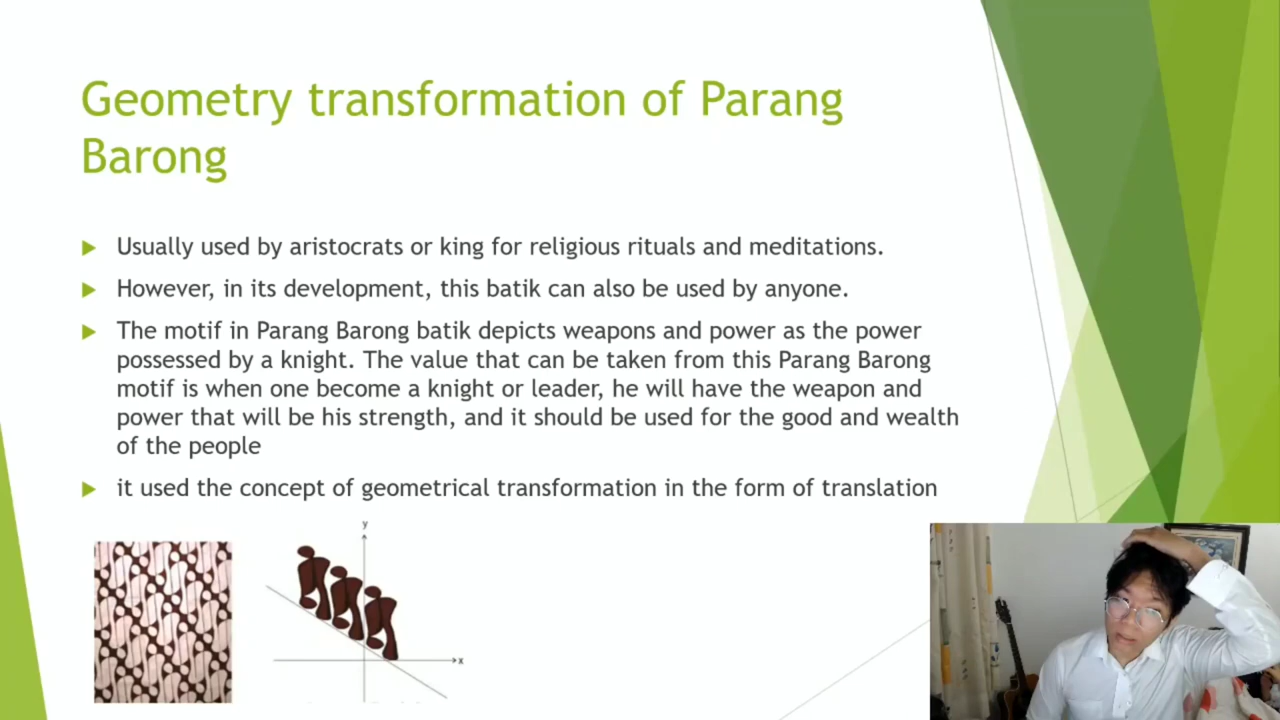 Geometry transformation of Parang
Barong
Usually used by aristocrats or king for religious rituals and meditations.
However, in its development, this batik can also be used by anyone.
The motif in Parang Barong batik depicts weapons and power as the power
possessed by a knight. The value that can be taken from this Parang Barong
motif is when one become a knight or leader, he will have the weapon and
power that will be his strength, and it should be used for the good and wealth
of the people
it used the concept of geometrical transformation in the form of translation
y
x